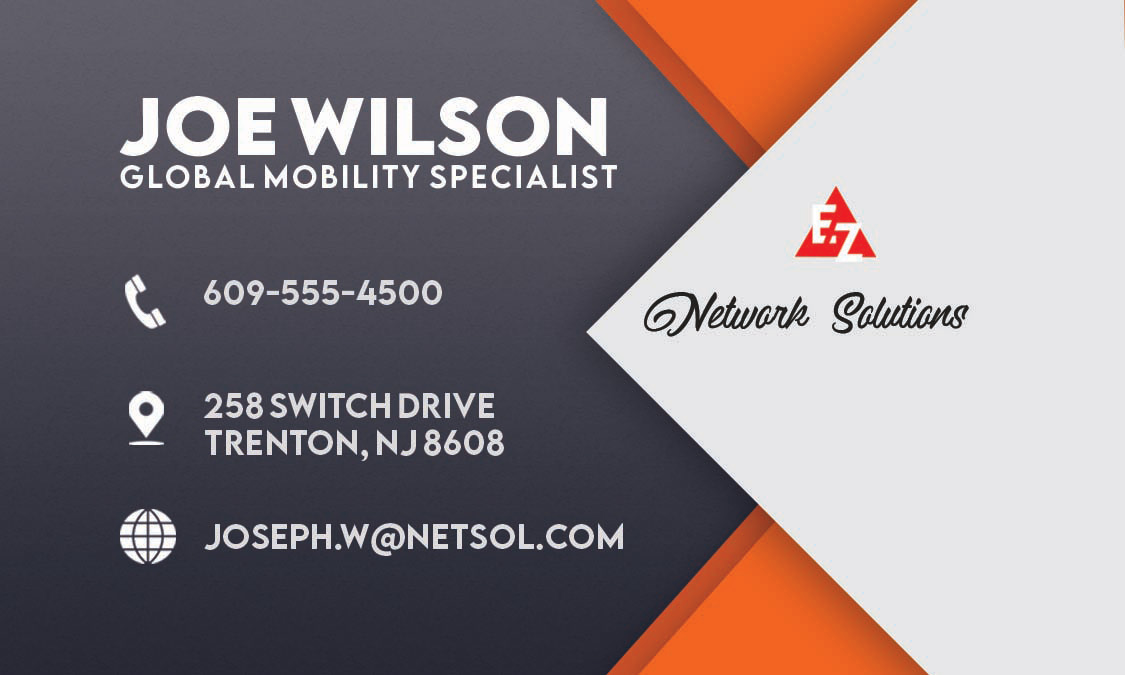 JOE WILSON
GLOBAL MOBILITY SPECIALIST
609-555-4500
258 SWITCH DRIVE
TRENTON, NJ 8608
JOSEPH.W@NETSOL.COM
E.Z
Network Solutions